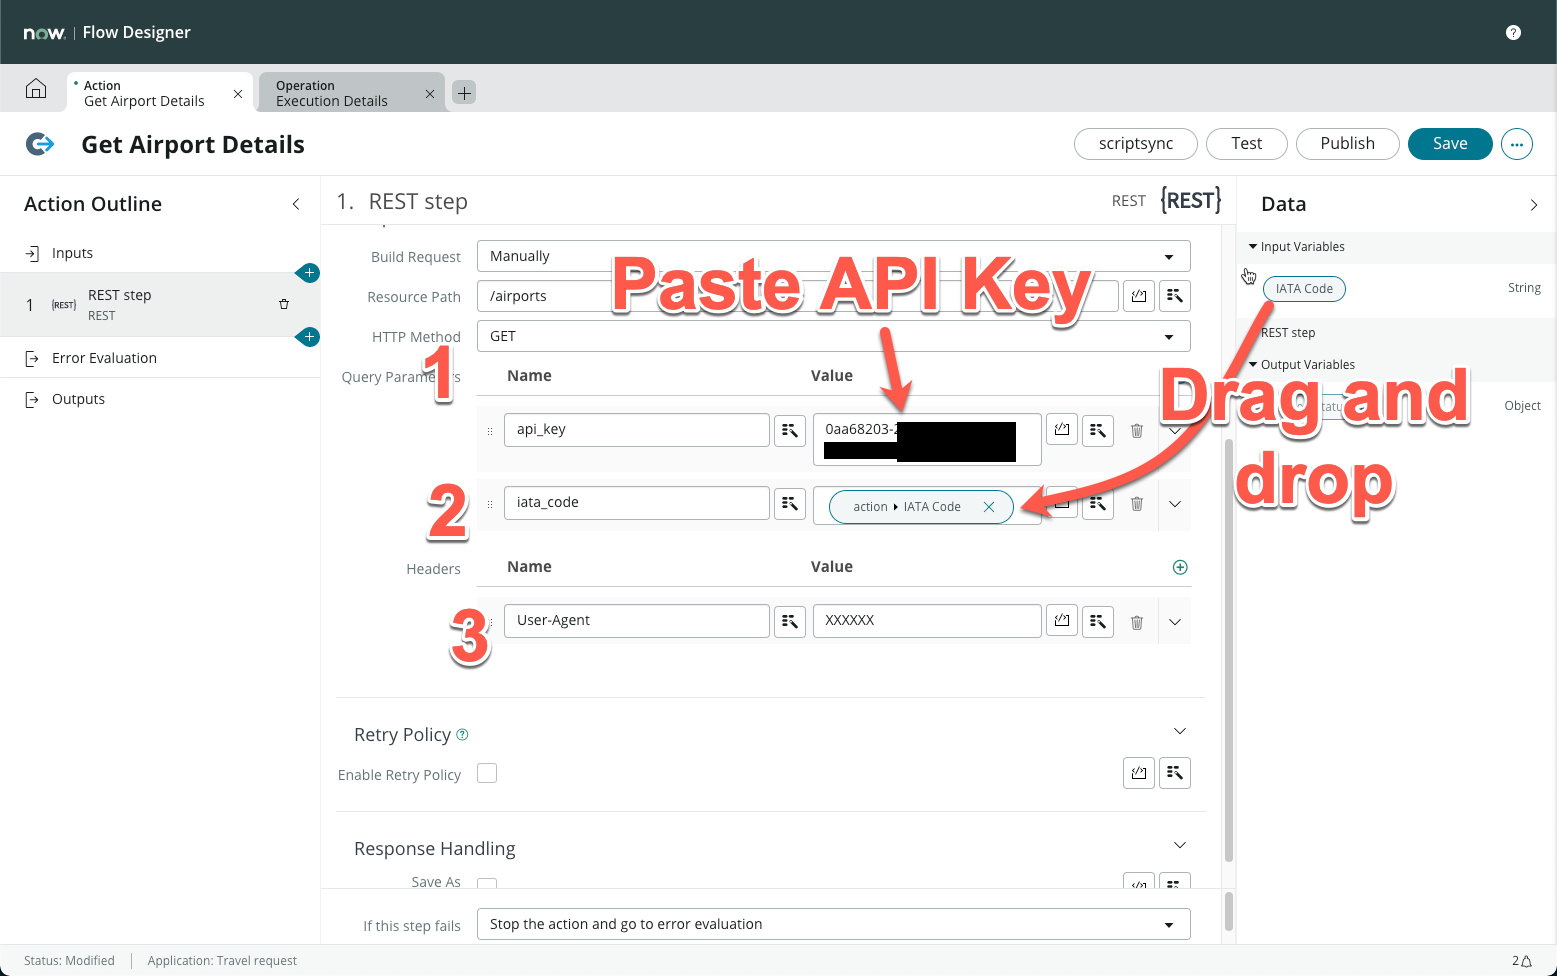 now. | Flow Designer
Action
Get Airport Details
Operation
Execution Details
Get Airport Details
scriptsync
Test
Publish
Save
Action Outline
Inputs
1
{REST}
REST step
REST
Error Evaluation
Outputs
1. REST step
REST {REST}
Build Request
Manually
Resource Path
/airports
HTTP Method
GET
Query Parameters
Name
Value
api_key
0aa68203-2
iata_code
action ▸ IATA Code
Headers
Name
Value
User-Agent
XXXXXX
Retry Policy
Enable Retry Policy
Response Handling
Save As
If this step fails
Stop the action and go to error evaluation
Data
Input Variables
IATA Code
String
REST step
Output Variables
Object
Paste API Key
Drag and
drop
1
2
3
Status: Modified
Application: Travel request
2